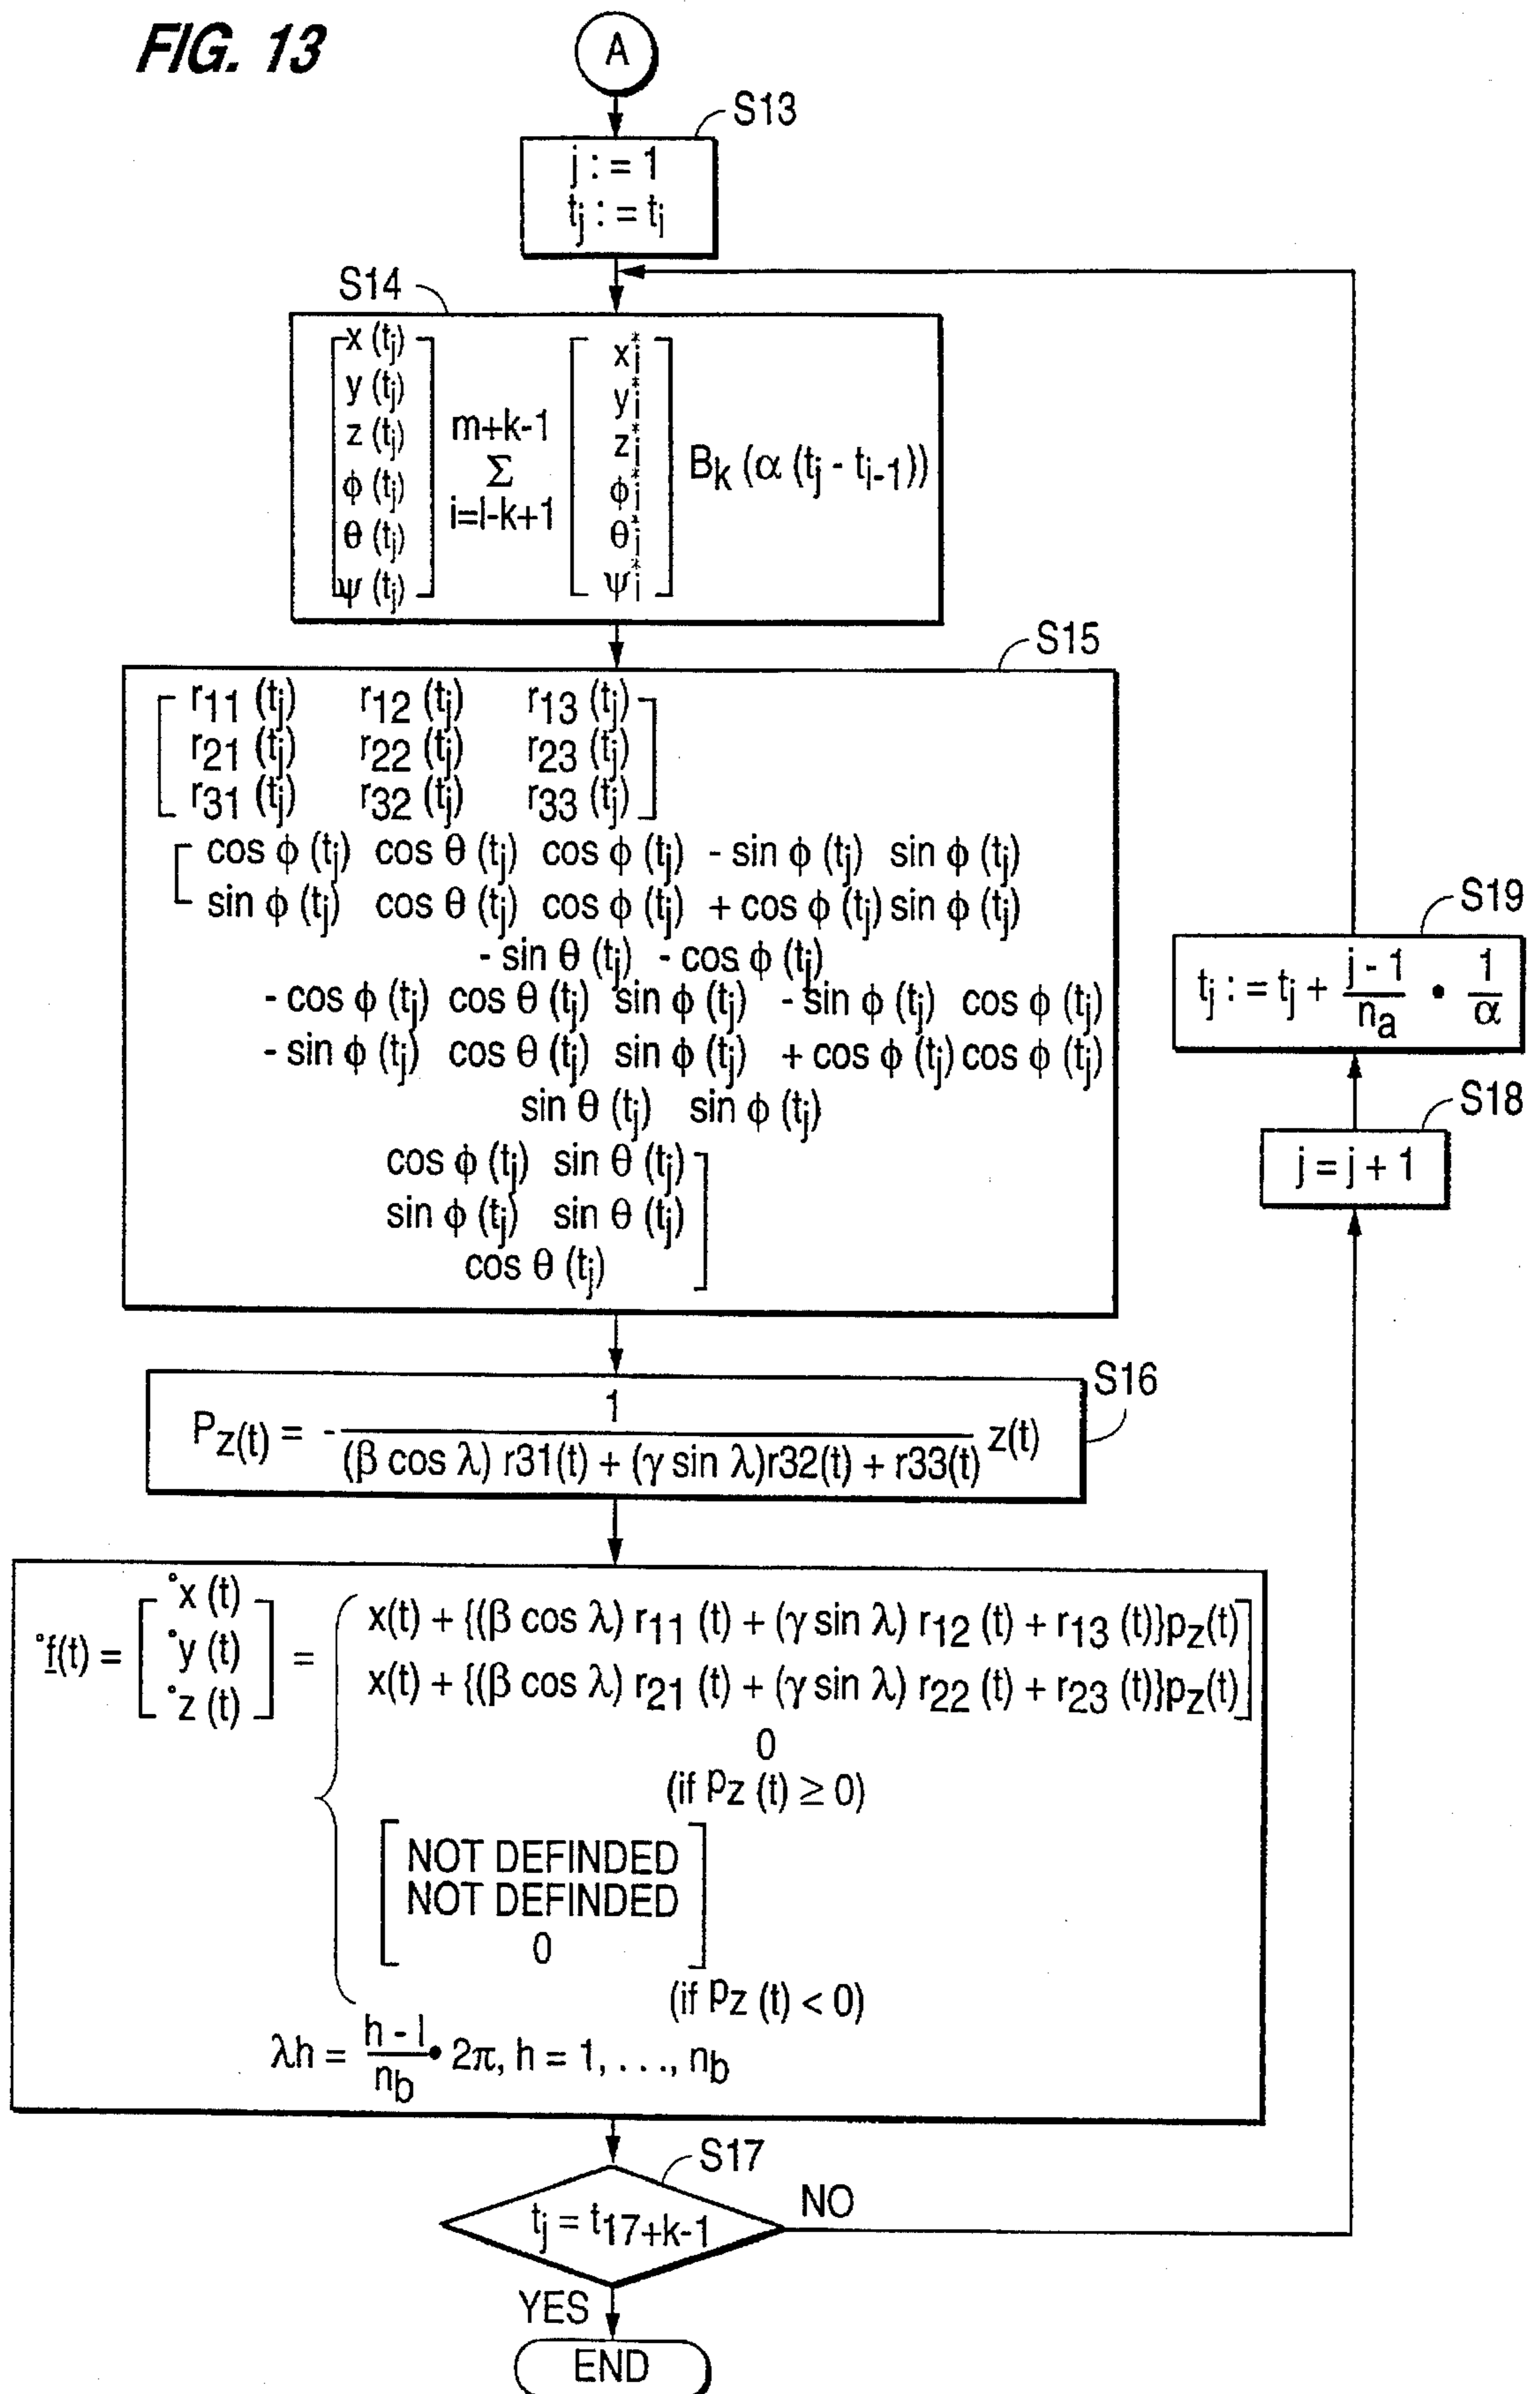 FIG. 13
A
S13
j : = 1
tj : = tj
S14
x (tj)
y (tj)
z (tj)
ϕ (tj)
θ (tj)
ψ (tj)
m+k-1
Σ
i=l-k+1
xi*
yi*
zi*
ϕi*
θi*
ψi*
Bk (α (tj - ti-1))
S15
r11 (tj) r12 (tj) r13 (tj)
r21 (tj) r22 (tj) r23 (tj)
r31 (tj) r32 (tj) r33 (tj)
cos ϕ (tj) cos θ (tj) cos ϕ (tj) - sin ϕ (tj) sin ϕ (tj)
sin ϕ (tj) cos θ (tj) cos ϕ (tj) + cos ϕ (tj) sin ϕ (tj)
- sin θ (tj) - cos ϕ (tj)
- cos ϕ (tj) cos θ (tj) sin ϕ (tj) - sin ϕ (tj) cos ϕ (tj)
- sin ϕ (tj) cos θ (tj) sin ϕ (tj) + cos ϕ (tj) cos ϕ (tj)
sin θ (tj) sin ϕ (tj)
cos ϕ (tj) sin θ (tj)
sin ϕ (tj) sin θ (tj)
cos θ (tj)
S16
Pz(t) = - 1 / (β cos λ) r31(t) + (γ sin λ)r32(t) + r33(t) z(t)
°f(t) = [ °x (t) °y (t) °z (t) ] =
x(t) + {(β cos λ) r11 (t) + (γ sin λ) r12 (t) + r13 (t)}pz(t)
x(t) + {(β cos λ) r21 (t) + (γ sin λ) r22 (t) + r23 (t)}pz(t)
0
(if Pz (t) ≥ 0)
NOT DEFINDED
NOT DEFINDED
0
(if Pz (t) < 0)
λh = h - l / nb • 2π, h = 1, . . ., nb
S17
tj = t17+k-1
NO
YES
END
S18
j = j + 1
S19
tj : = tj + j - 1 / na • 1 / α